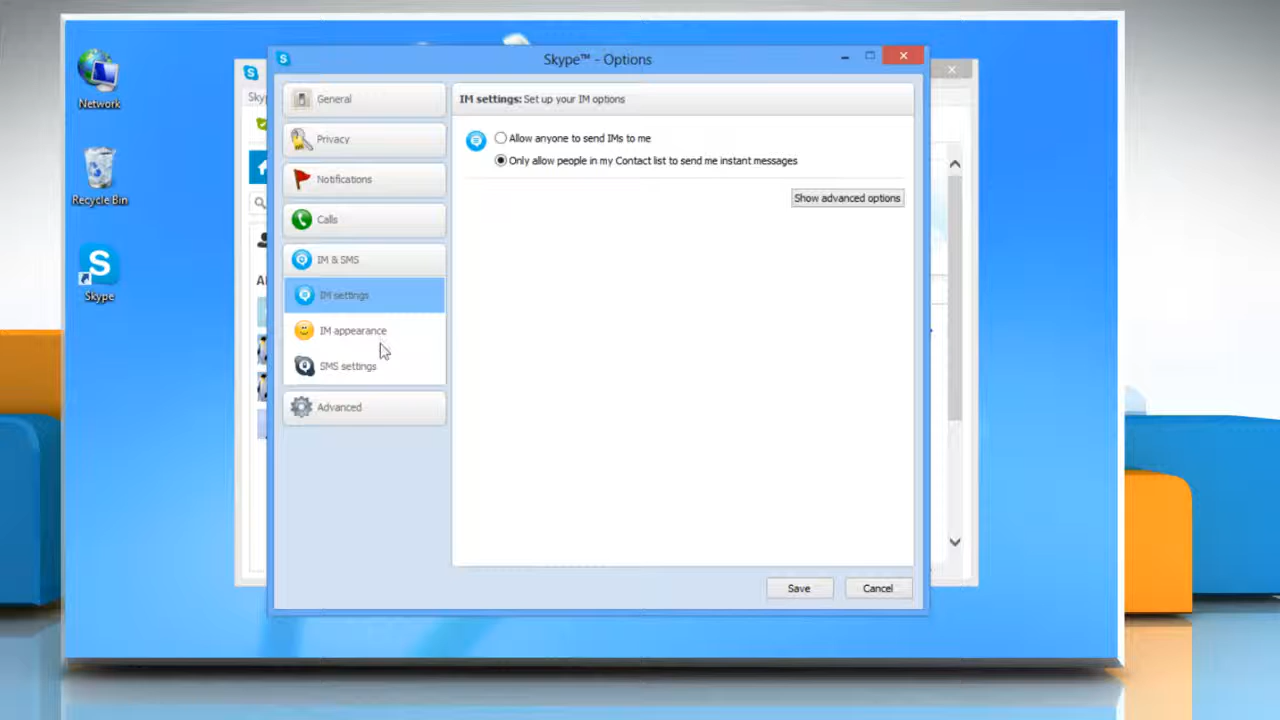 Skype™ - Options
Network
Recycle Bin
Skype
General
Privacy
Notifications
Calls
IM & SMS
IM settings
IM appearance
SMS settings
Advanced
IM settings: Set up your IM options
Allow anyone to send IMs to me
Only allow people in my Contact list to send me instant messages
Show advanced options
Save
Cancel